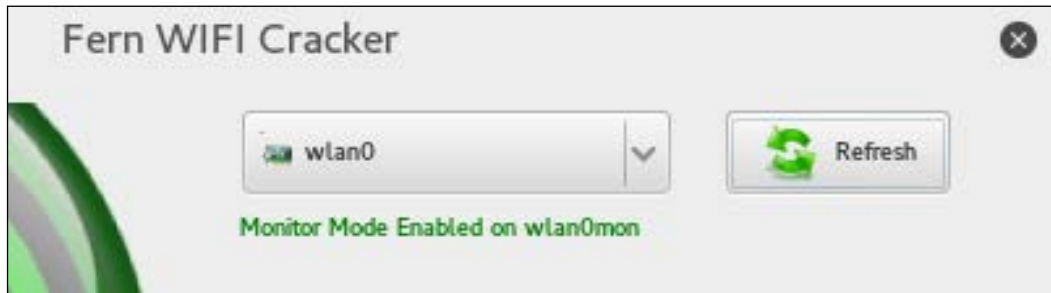 Fern WIFI Cracker
wlan0
Refresh
Monitor Mode Enabled on wlan0mon